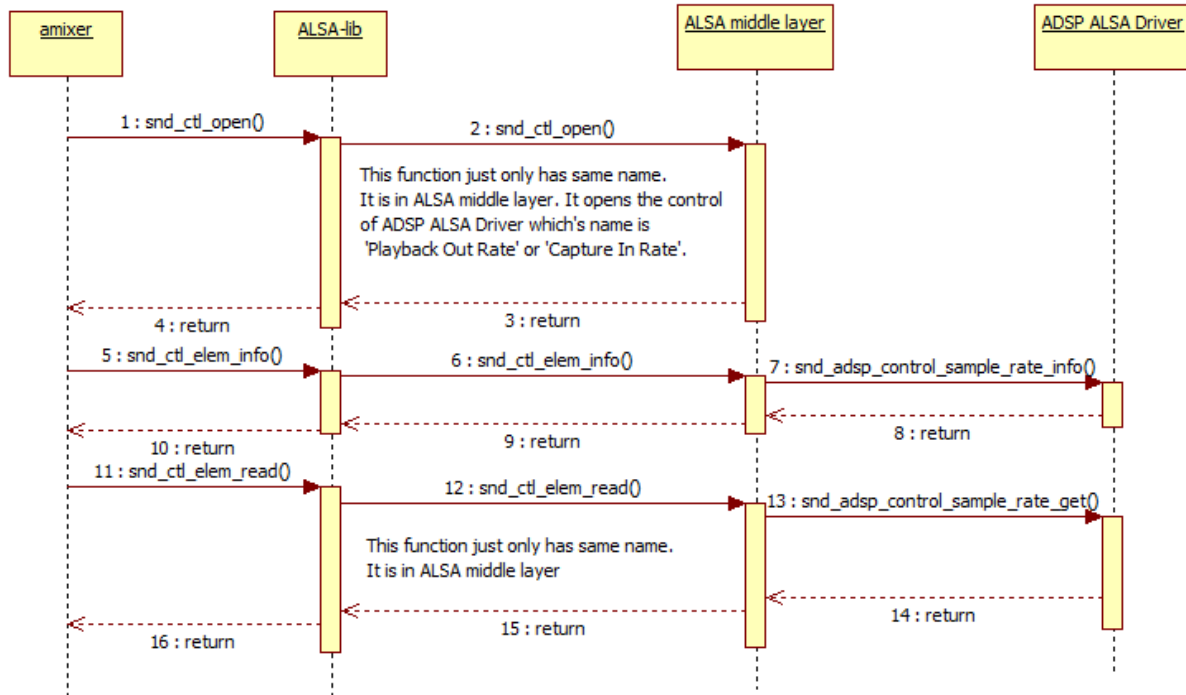 amixer
ALSA-lib
ALSA middle layer
ADSP ALSA Driver
1 : snd_ctl_open()
2 : snd_ctl_open()
This function just only has same name.
It is in ALSA middle layer. It opens the control
of ADSP ALSA Driver which's name is
'Playback Out Rate' or 'Capture In Rate'.
3 : return
4 : return
5 : snd_ctl_elem_info()
6 : snd_ctl_elem_info()
7 : snd_adsp_control_sample_rate_info()
8 : return
9 : return
10 : return
11 : snd_ctl_elem_read()
12 : snd_ctl_elem_read()
13 : snd_adsp_control_sample_rate_get()
This function just only has same name.
It is in ALSA middle layer
14 : return
15 : return
16 : return